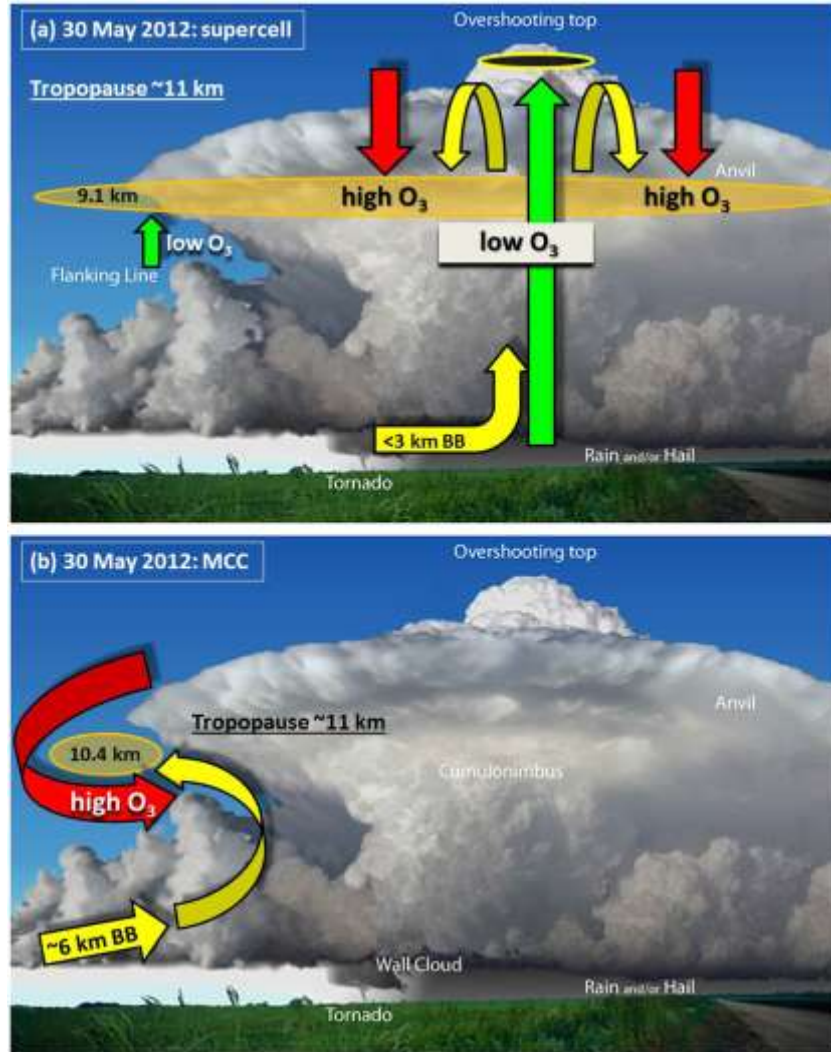 (a) 30 May 2012: supercell
Overshooting top
Tropopause ~11 km
Anvil
9.1 km
high O₃
high O₃
low O₃
low O₃
Flanking Line
<3 km BB
Rain and/or Hail
Tornado
(b) 30 May 2012: MCC
Overshooting top
Anvil
Tropopause ~11 km
10.4 km
Cumulonimbus
high O₃
~6 km BB
Wall Cloud
Rain and/or Hail
Tornado